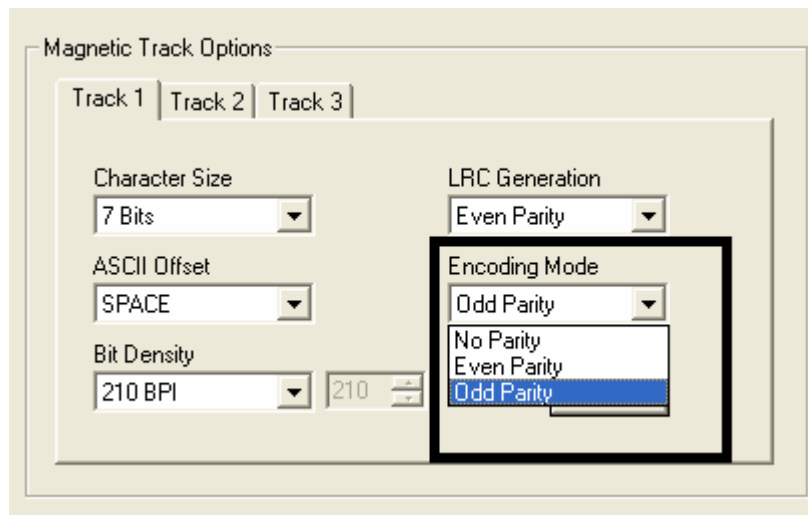 Magnetic Track Options
Track 1 Track 2 Track 3
Character Size
7 Bits
ASCII Offset
SPACE
Bit Density
210 BPI 210
LRC Generation
Even Parity
Encoding Mode
Odd Parity
No Parity
Even Parity
Odd Parity